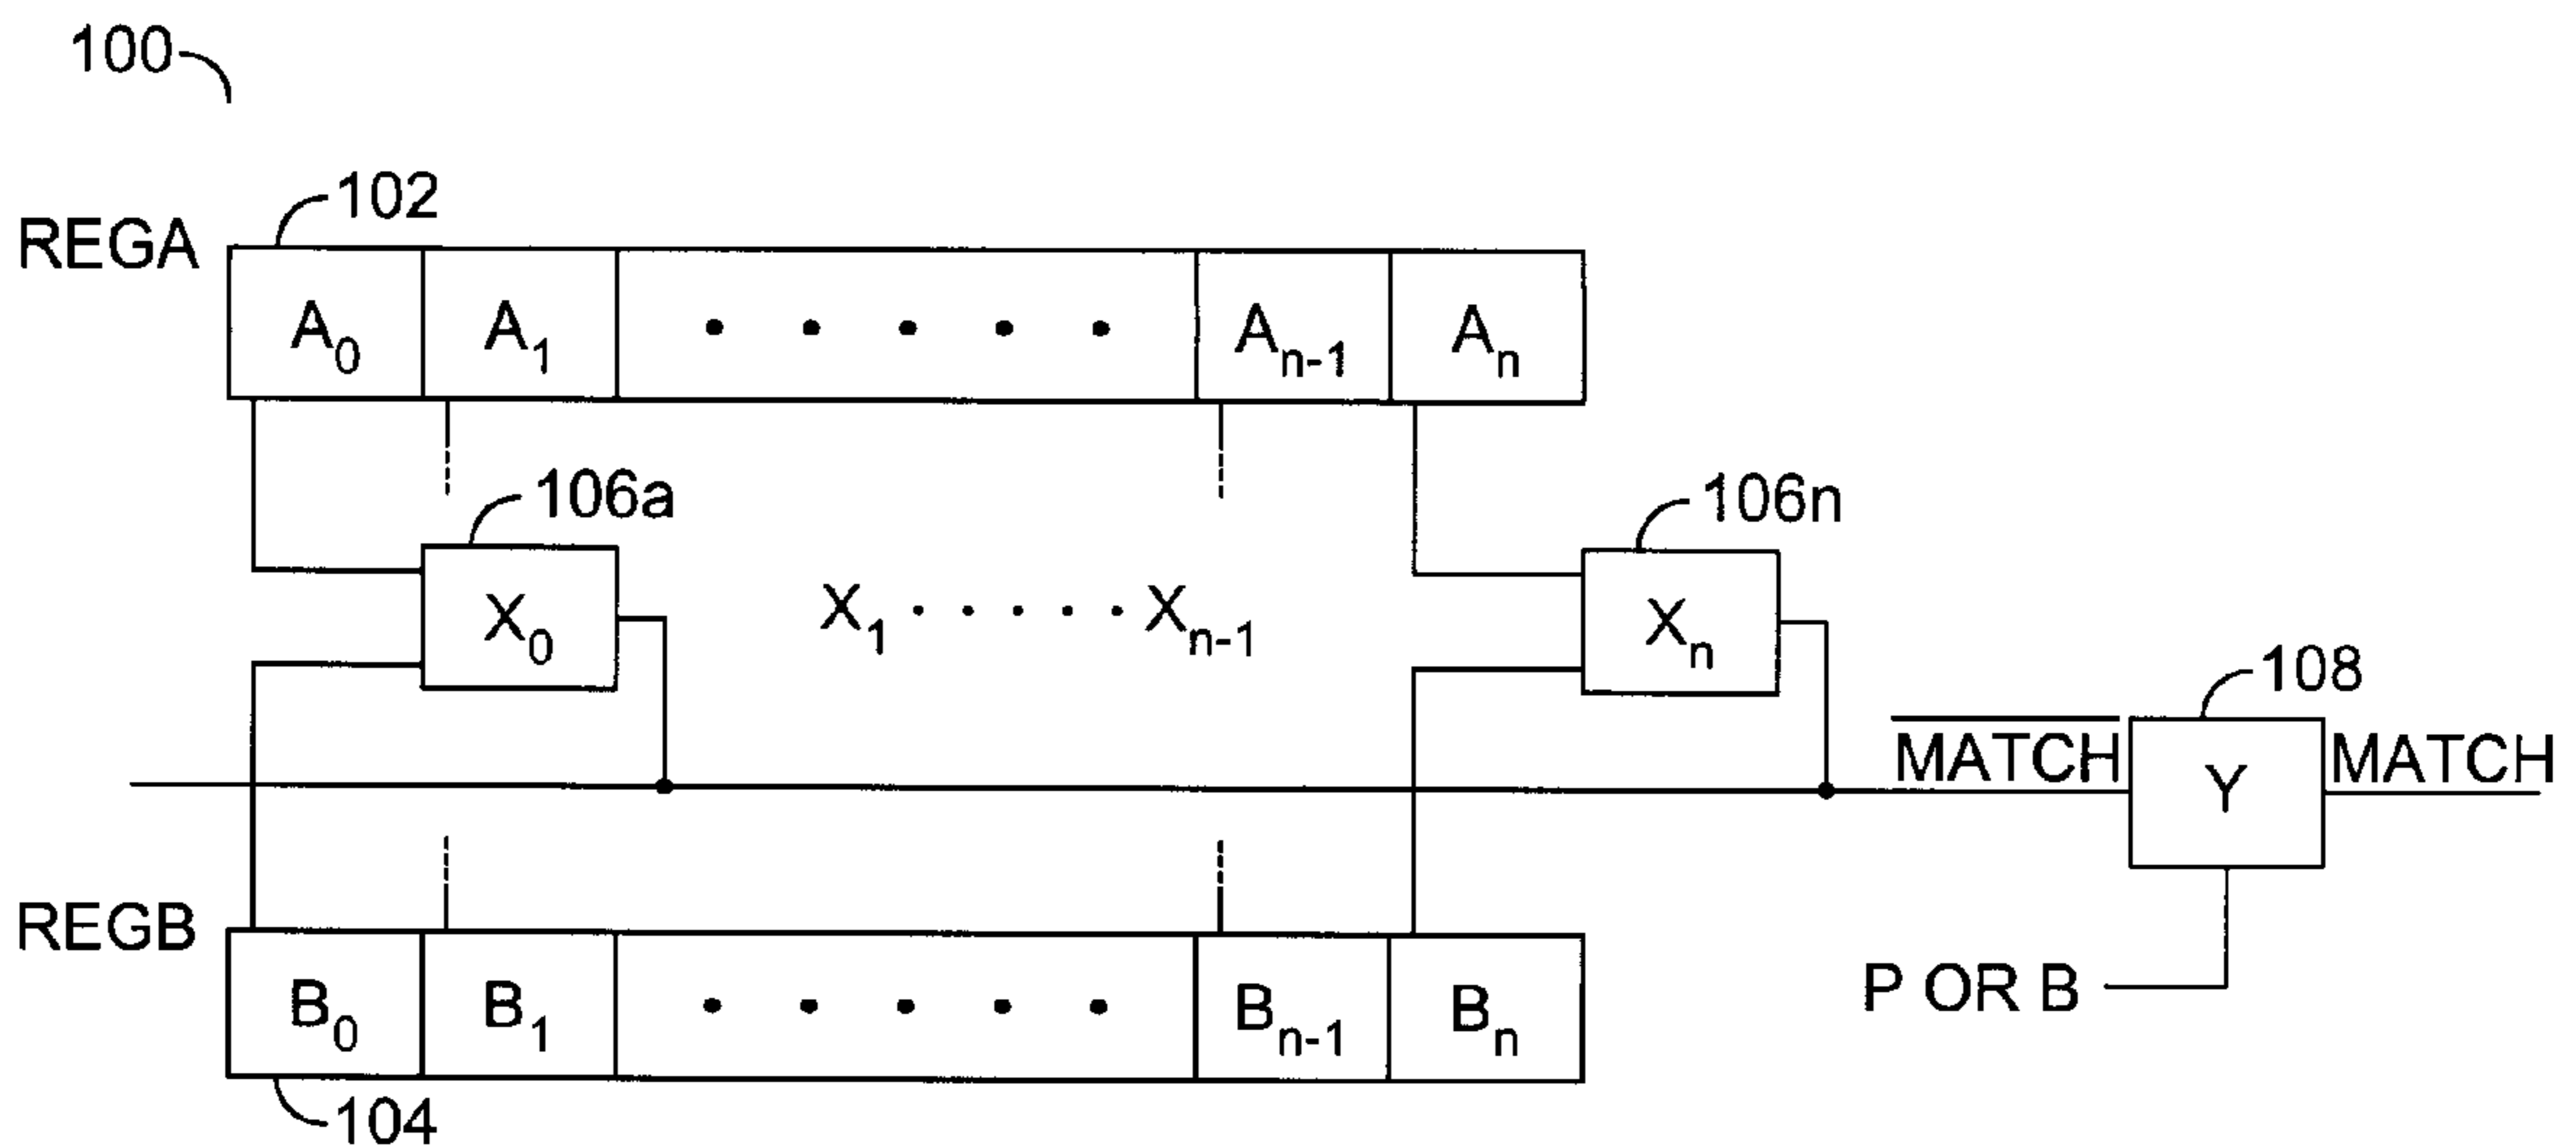 100
102
REGA
A₀ A₁ • • • • • Aₙ₋₁ Aₙ
106a
106n
X₀ X₁ • • • • • Xₙ₋₁ Xₙ
108
M̅A̅T̅C̅H̅ Y MATCH
REGB
B₀ B₁ • • • • • Bₙ₋₁ Bₙ
P OR B
104